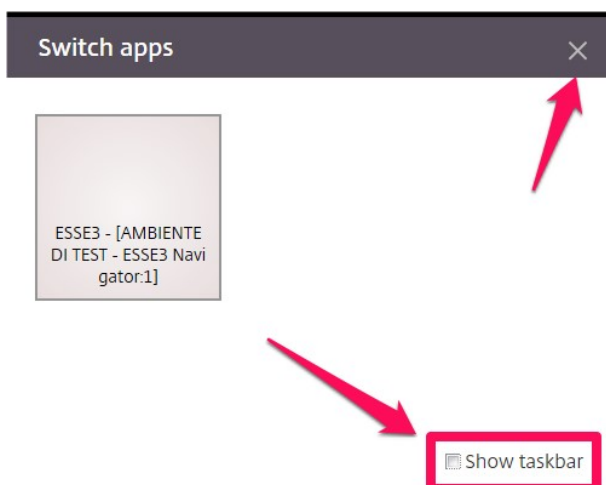 Switch apps
ESSE3 - [AMBIENTE
DI TEST - ESSE3 Navi
gator:1]
Show taskbar